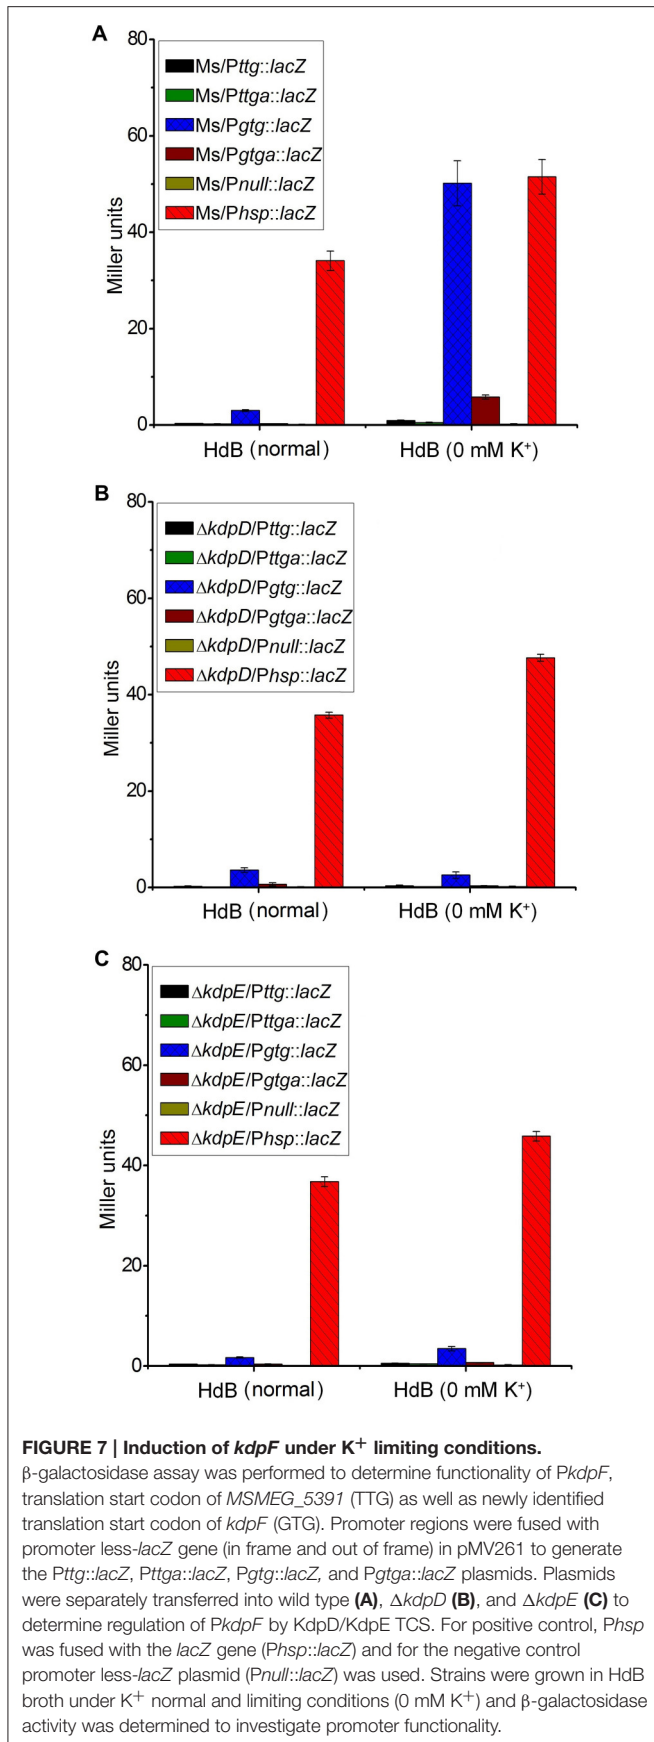 A
80
60
40
20
0
Miller units
Ms/Pttg::lacZ
Ms/Pttga::lacZ
Ms/Pgtg::lacZ
Ms/Pgtga::lacZ
Ms/Pnull::lacZ
Ms/Phsp::lacZ
HdB (normal)
HdB (0 mM K⁺)
B
80
60
40
20
0
Miller units
ΔkdpD/Pttg::lacZ
ΔkdpD/Pttga::lacZ
ΔkdpD/Pgtg::lacZ
ΔkdpD/Pgtga::lacZ
ΔkdpD/Pnull::lacZ
ΔkdpD/Phsp::lacZ
HdB (normal)
HdB (0 mM K⁺)
C
80
60
40
20
0
Miller units
ΔkdpE/Pttg::lacZ
ΔkdpE/Pttga::lacZ
ΔkdpE/Pgtg::lacZ
ΔkdpE/Pgtga::lacZ
ΔkdpE/Pnull::lacZ
ΔkdpE/Phsp::lacZ
HdB (normal)
HdB (0 mM K⁺)
FIGURE 7 | Induction of kdpF under K⁺ limiting conditions.
β-galactosidase assay was performed to determine functionality of PkdpF,
translation start codon of MSMEG_5391 (TTG) as well as newly identified
translation start codon of kdpF (GTG). Promoter regions were fused with
promoter less-lacZ gene (in frame and out of frame) in pMV261 to generate
the Pttg::lacZ, Pttga::lacZ, Pgtg::lacZ, and Pgtga::lacZ plasmids. Plasmids
were separately transferred into wild type (A), ΔkdpD (B), and ΔkdpE (C) to
determine regulation of PkdpF by KdpD/KdpE TCS. For positive control, Phsp
was fused with the lacZ gene (Phsp::lacZ) and for the negative control
promoter less-lacZ plasmid (Pnull::lacZ) was used. Strains were grown in HdB
broth under K⁺ normal and limiting conditions (0 mM K⁺) and β-galactosidase
activity was determined to investigate promoter functionality.